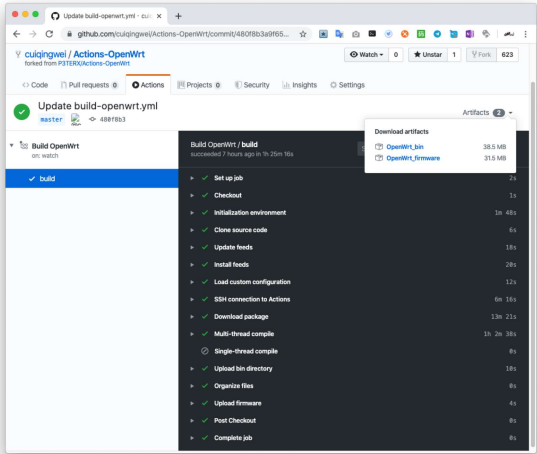 Update build-openwrt.yml - cuiq
github.com/cuiqingwei/Actions-OpenWrt/commit/480f8b3a9f65...
cuiqingwei / Actions-OpenWrt
forked from P3TERX/Actions-OpenWrt
Watch 0
Unstar 1
Fork 623
Code
Pull requests 0
Actions
Projects 0
Security
Insights
Settings
Update build-openwrt.yml
master 480f8b3
Artifacts 2
Download artifacts
OpenWrt_bin 38.5 MB
OpenWrt_firmware 31.5 MB
Build OpenWrt
on: watch
build
Build OpenWrt / build
succeeded 7 hours ago in 1h 25m 16s
Set up job 2s
Checkout 1s
Initialization environment 1m 48s
Clone source code 6s
Update feeds 18s
Install feeds 20s
Load custom configuration 12s
SSH connection to Actions 6m 16s
Download package 13m 21s
Multi-thread compile 1h 2m 38s
Single-thread compile 0s
Upload bin directory 10s
Organize files 0s
Upload firmware 4s
Post Checkout 0s
Complete job 0s